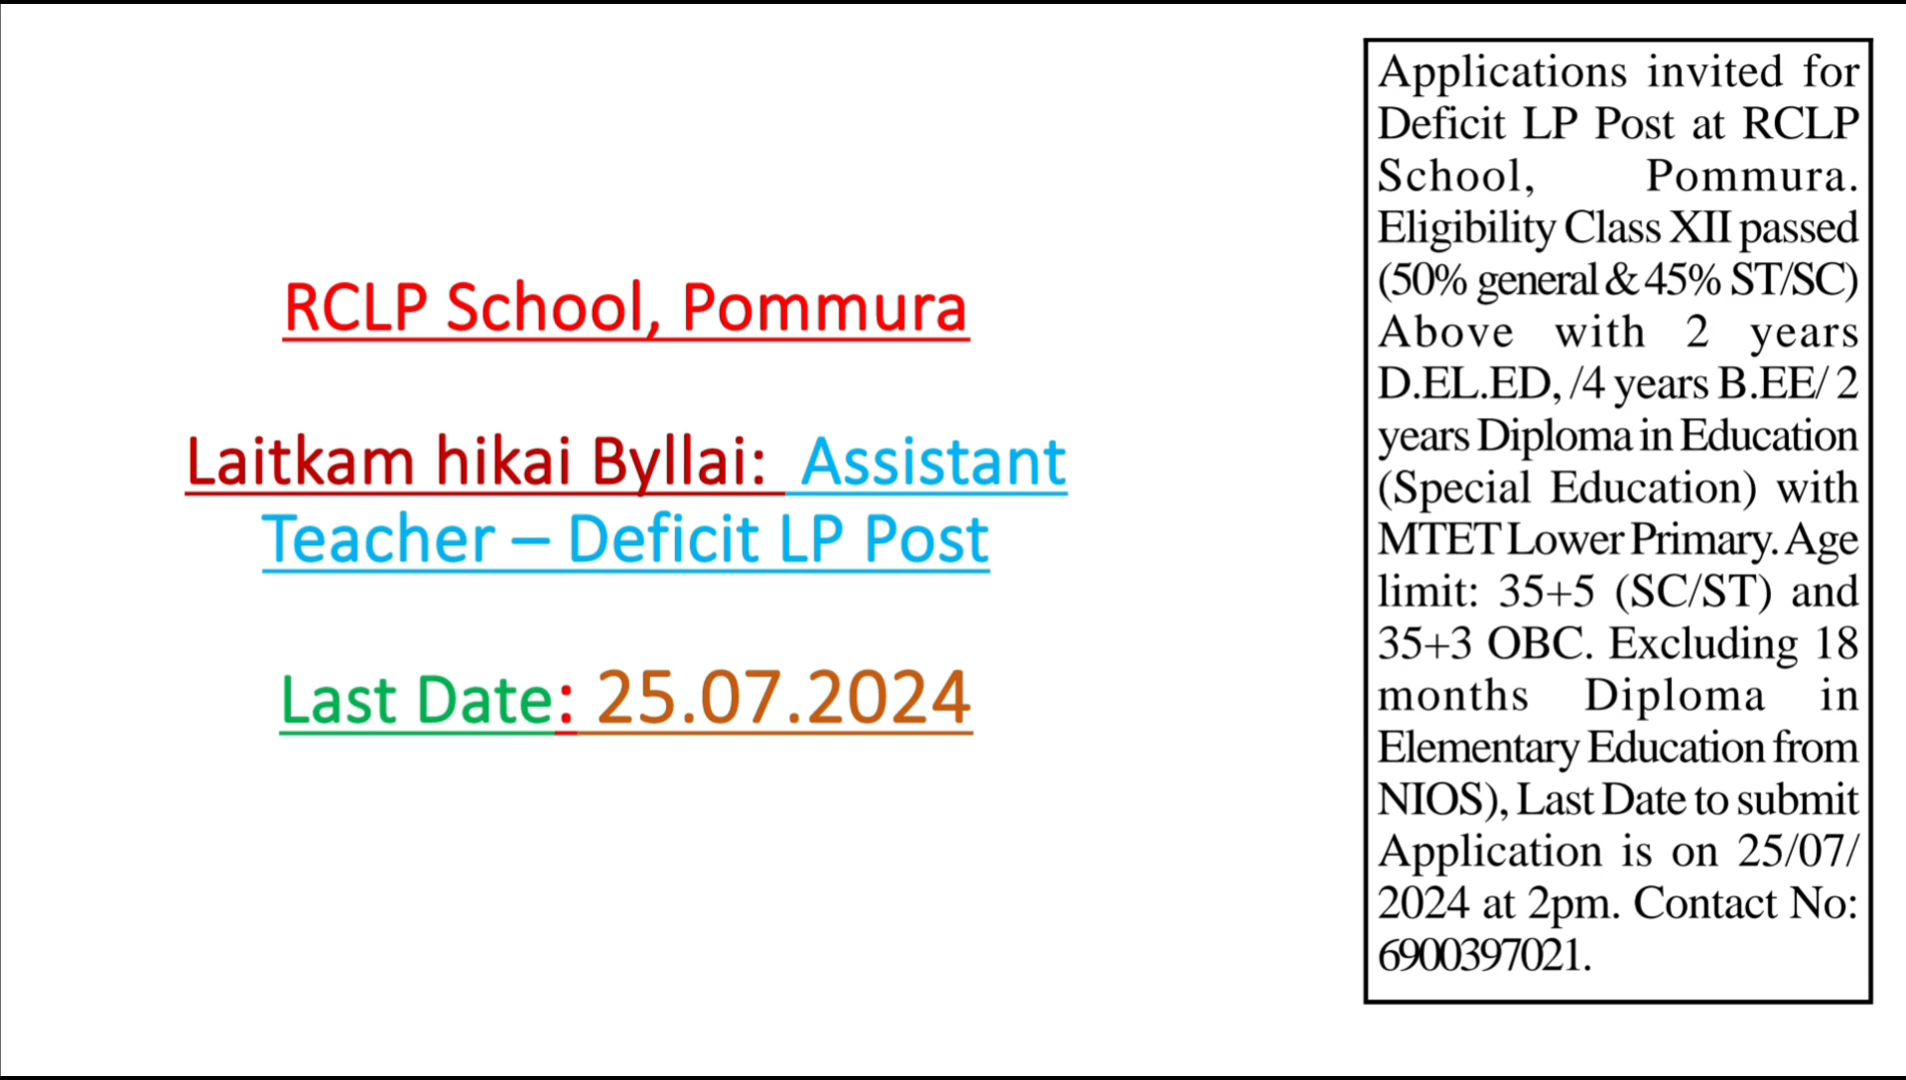 RCLP School, Pommura
Laitkam hikai Byllai: Assistant
Teacher – Deficit LP Post
Last Date: 25.07.2024
Applications invited for
Deficit LP Post at RCLP
School, Pommura.
Eligibility Class XII passed
(50% general & 45% ST/SC)
Above with 2 years
D.EL.ED, /4 years B.EE/ 2
years Diploma in Education
(Special Education) with
MTET Lower Primary. Age
limit: 35+5 (SC/ST) and
35+3 OBC. Excluding 18
months Diploma in
Elementary Education from
NIOS), Last Date to submit
Application is on 25/07/
2024 at 2pm. Contact No:
6900397021.